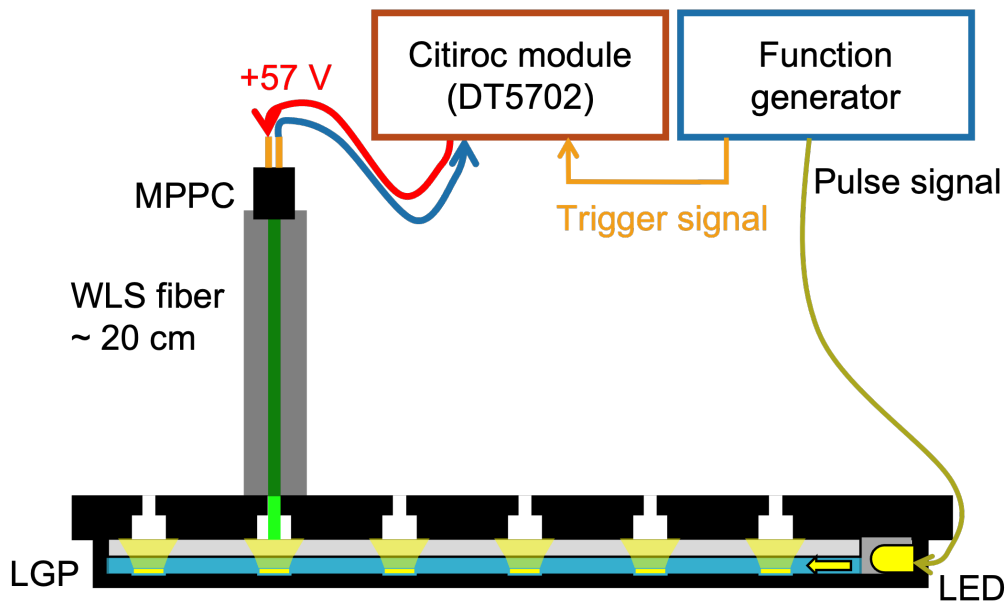 Citiroc module
(DT5702)
Function
generator
+57 V
MPPC
Pulse signal
Trigger signal
WLS fiber
~ 20 cm
LGP
LED